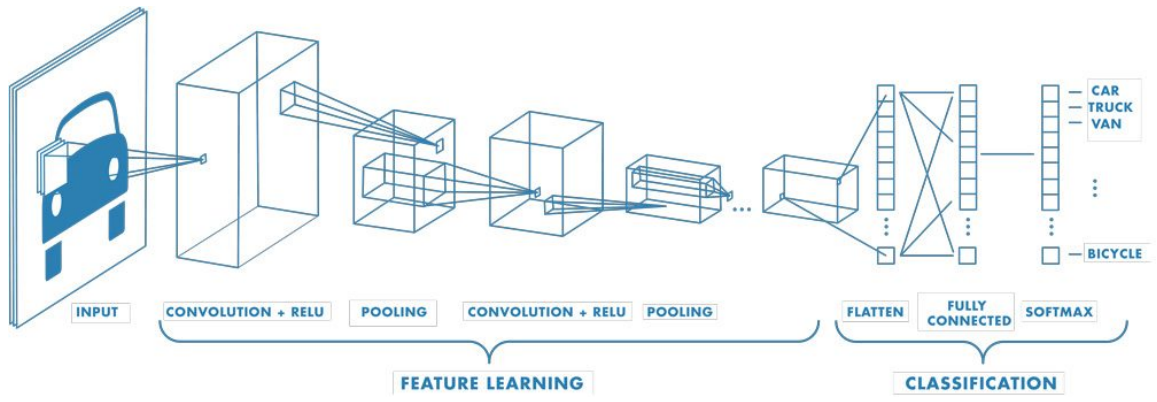 CAR
TRUCK
VAN
BICYCLE
INPUT
CONVOLUTION + RELU
POOLING
CONVOLUTION + RELU
POOLING
FLATTEN
FULLY
CONNECTED
SOFTMAX
FEATURE LEARNING
CLASSIFICATION